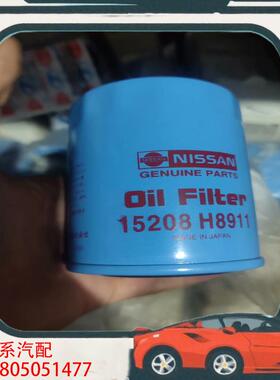 NISSAN
GENUINE PARTS
Oil Filter
15208 H8911
MADE IN JAPAN
系汽配
805051477